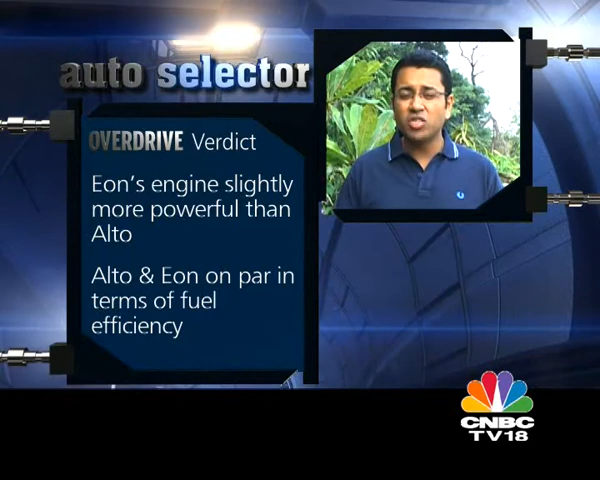 auto selector
OVERDRIVE Verdict
Eon's engine slightly
more powerful than
Alto
Alto & Eon on par in
terms of fuel
efficiency
CNBC
TV18